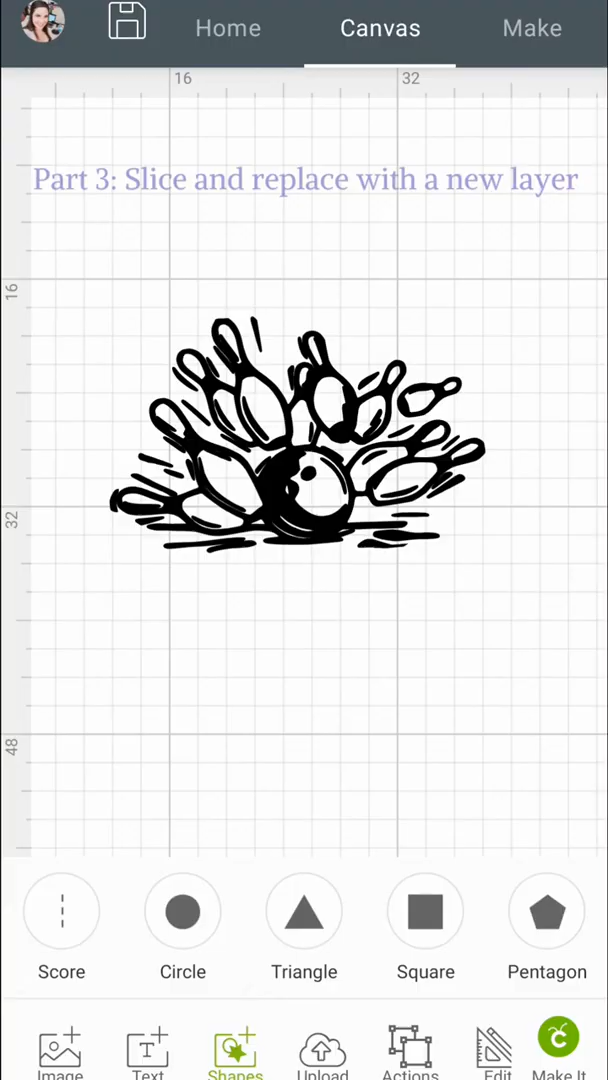 Home Canvas Make
16 32
Part 3: Slice and replace with a new layer
16
32
48
Score Circle Triangle Square Pentagon
Image Text Shapes Upload Actions Edit Make It